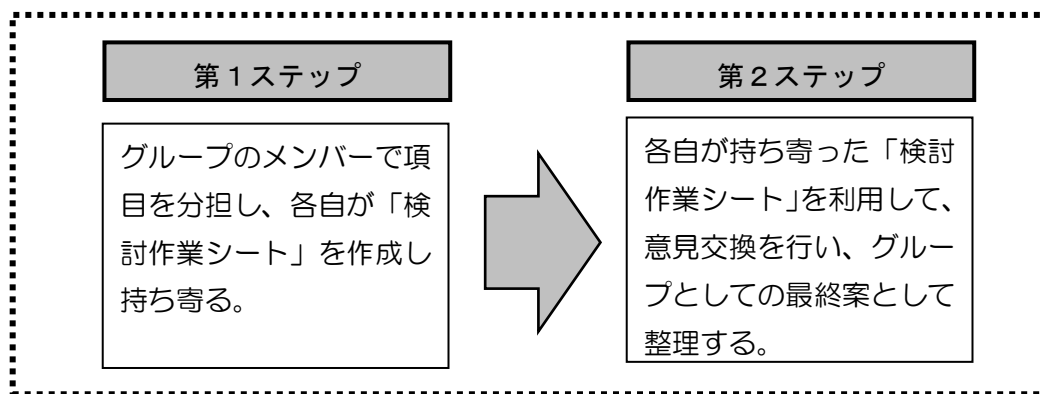 第１ステップ
グループのメンバーで項
目を分担し、各自が「検
討作業シート」を作成し
持ち寄る。
第２ステップ
各自が持ち寄った「検討
作業シート」を利用して、
意見交換を行い、グルー
プとしての最終案として
整理する。